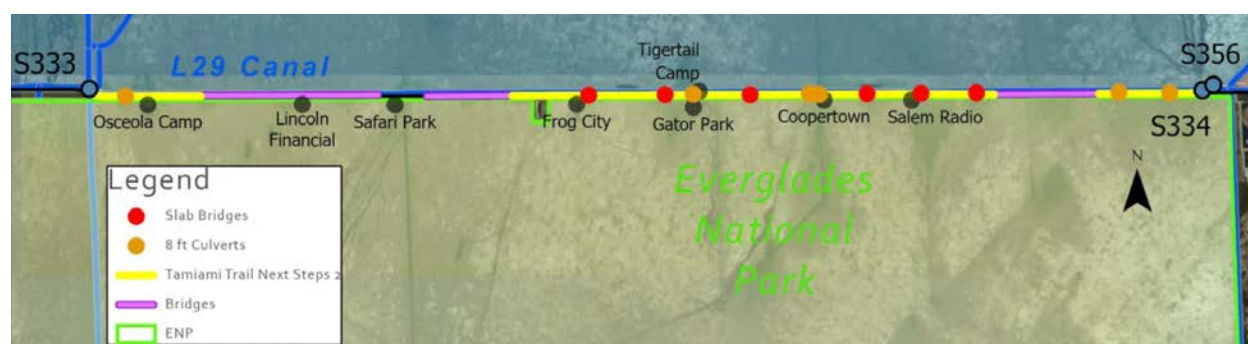 S333
L29 Canal
Tigertail
Camp
S356
Osceola Camp
Lincoln
Financial
Safari Park
Frog City
Gator Park
Coopertown
Salem Radio
S334
N
Everglades
National
Park
Legend
Slab Bridges
8 ft Culverts
Tamiami Trail Next Steps 2
Bridges
ENP